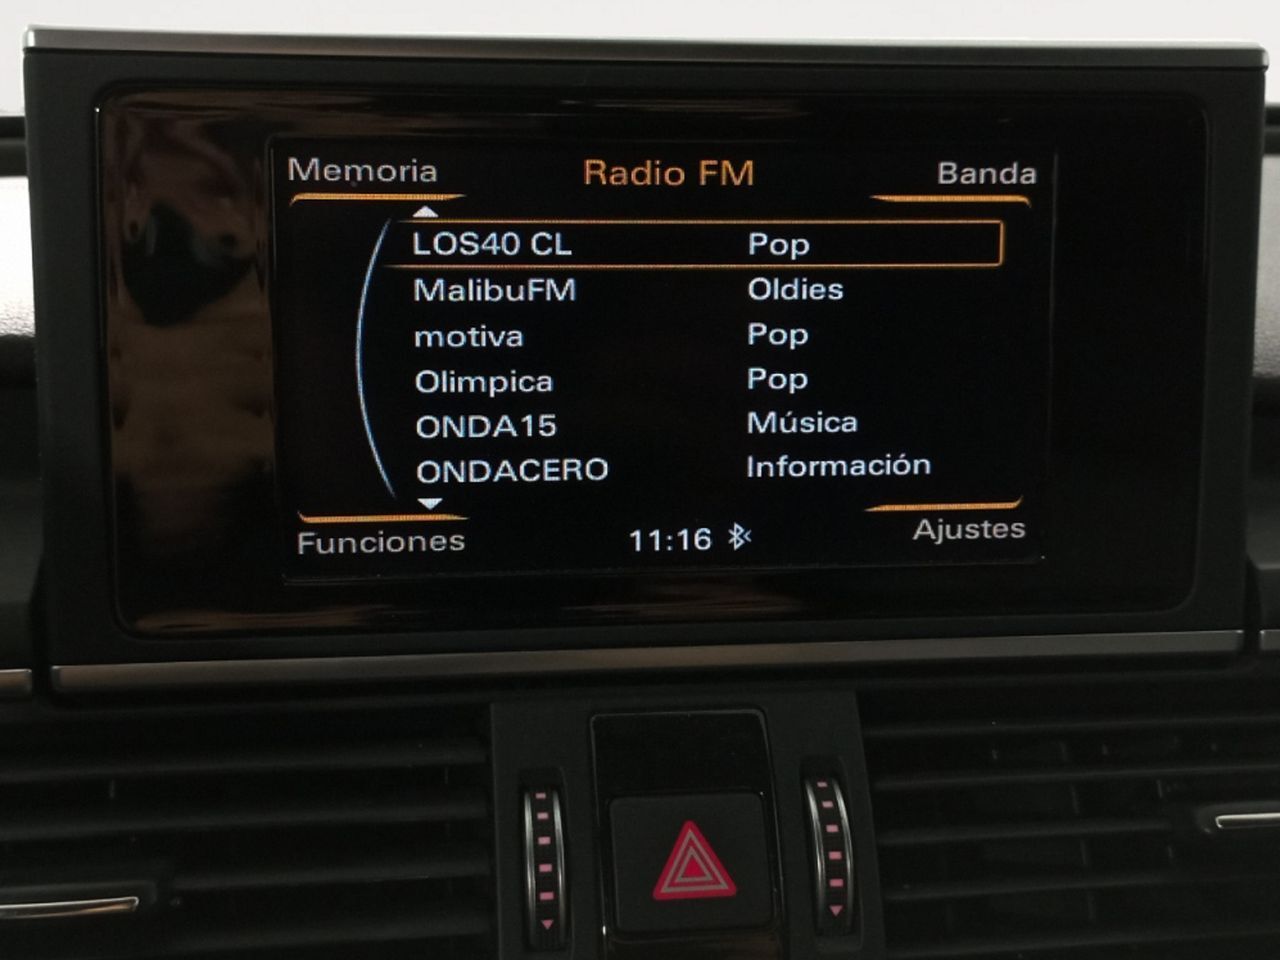 Memoria Radio FM Banda
LOS40 CL Pop
MalibuFM Oldies
motiva Pop
Olimpica Pop
ONDA15 Música
ONDACERO Información
Funciones 11:16 Ajustes